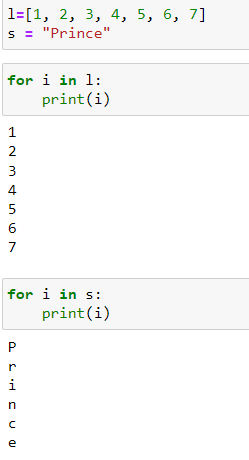 l=[1, 2, 3, 4, 5, 6, 7]
s = "Prince"
for i in l:
    print(i)
1
2
3
4
5
6
7
for i in s:
    print(i)
P
r
i
n
c
e